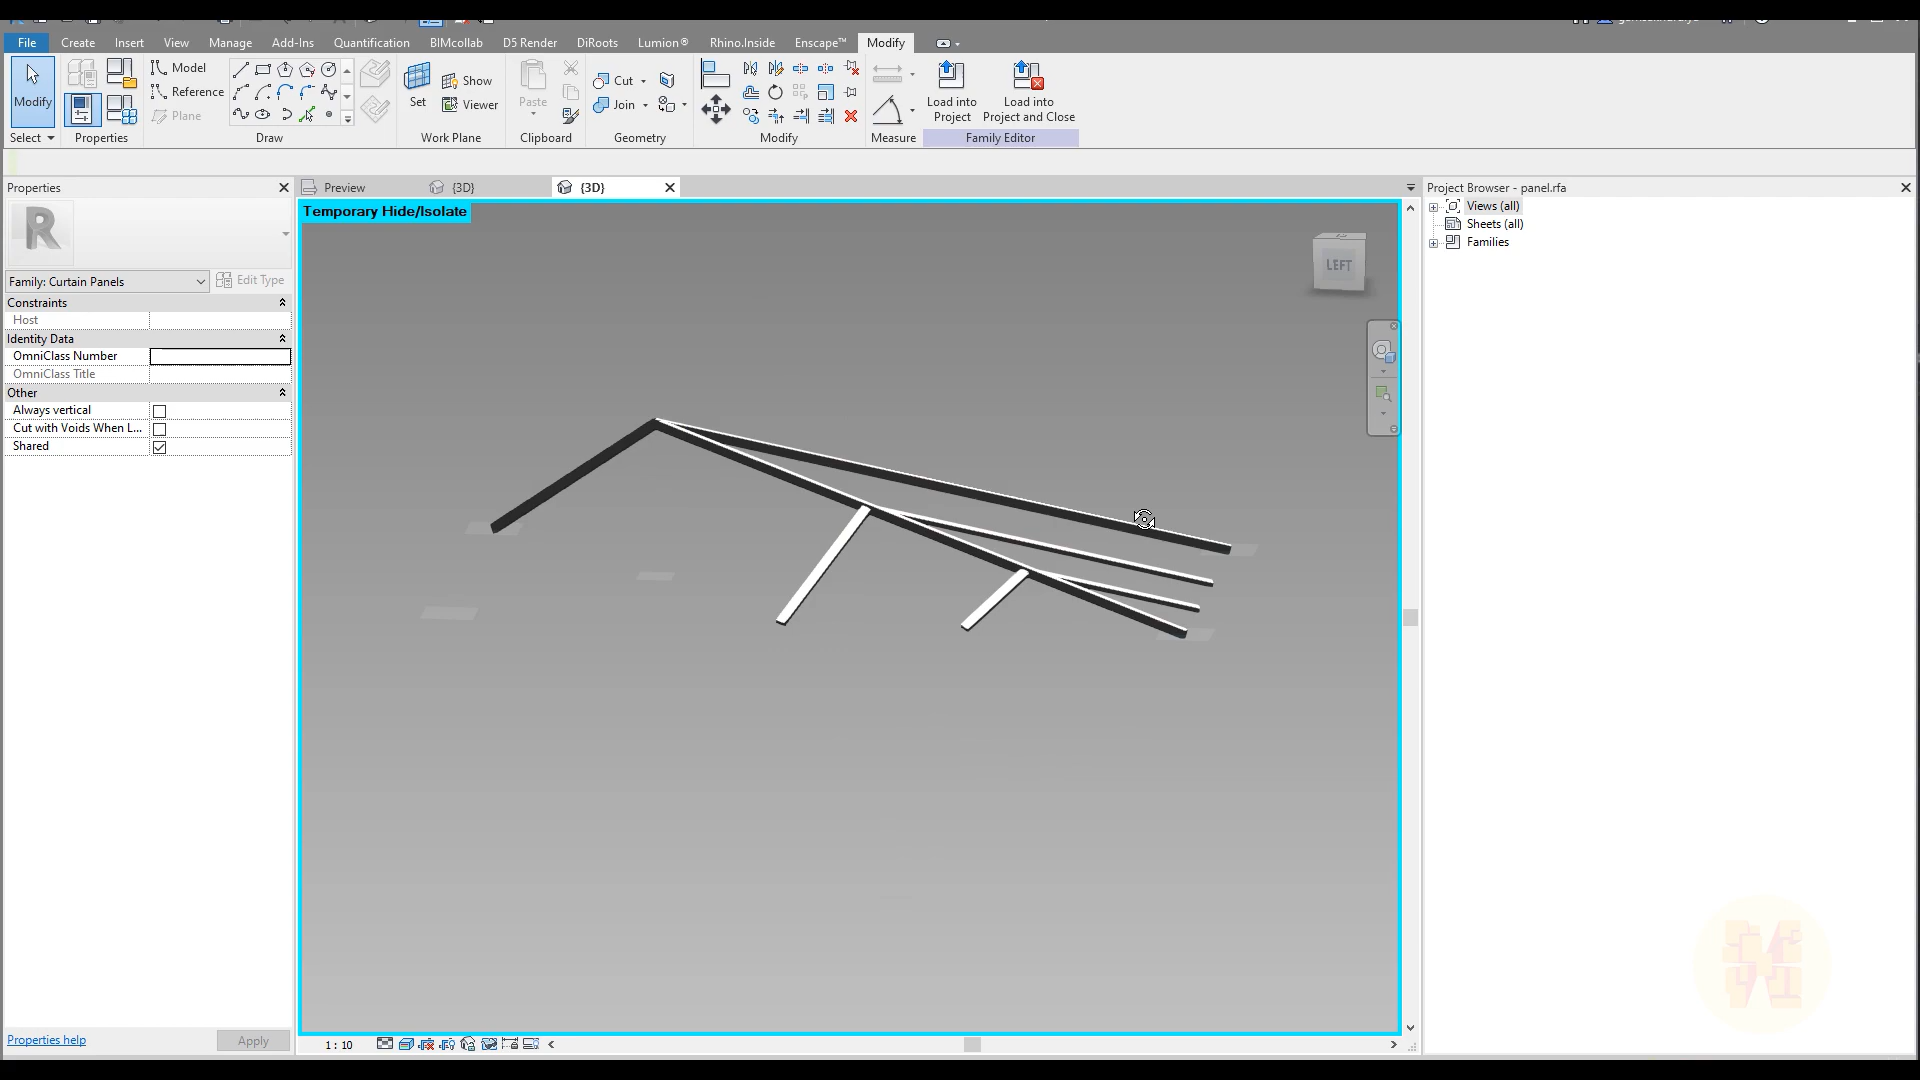 File Create Insert View Manage Add-Ins Quantification BIMcollab D5 Render DiRoots Lumion® Rhino.Inside Enscape™ Modify
Modify
Model
Reference
Plane
Set
Show
Viewer
Paste
Cut
Join
Load into Project
Load into Project and Close
Select Properties Draw Work Plane Clipboard Geometry Modify Measure Family Editor
Properties
Preview {3D} {3D}
Project Browser - panel.rfa
R
Family: Curtain Panels
Edit Type
Constraints
Host
Identity Data
OmniClass Number
OmniClass Title
Other
Always vertical
Cut with Voids When L...
Shared
Properties help
Apply
Temporary Hide/Isolate
LEFT
1 : 10
Views (all)
Sheets (all)
Families